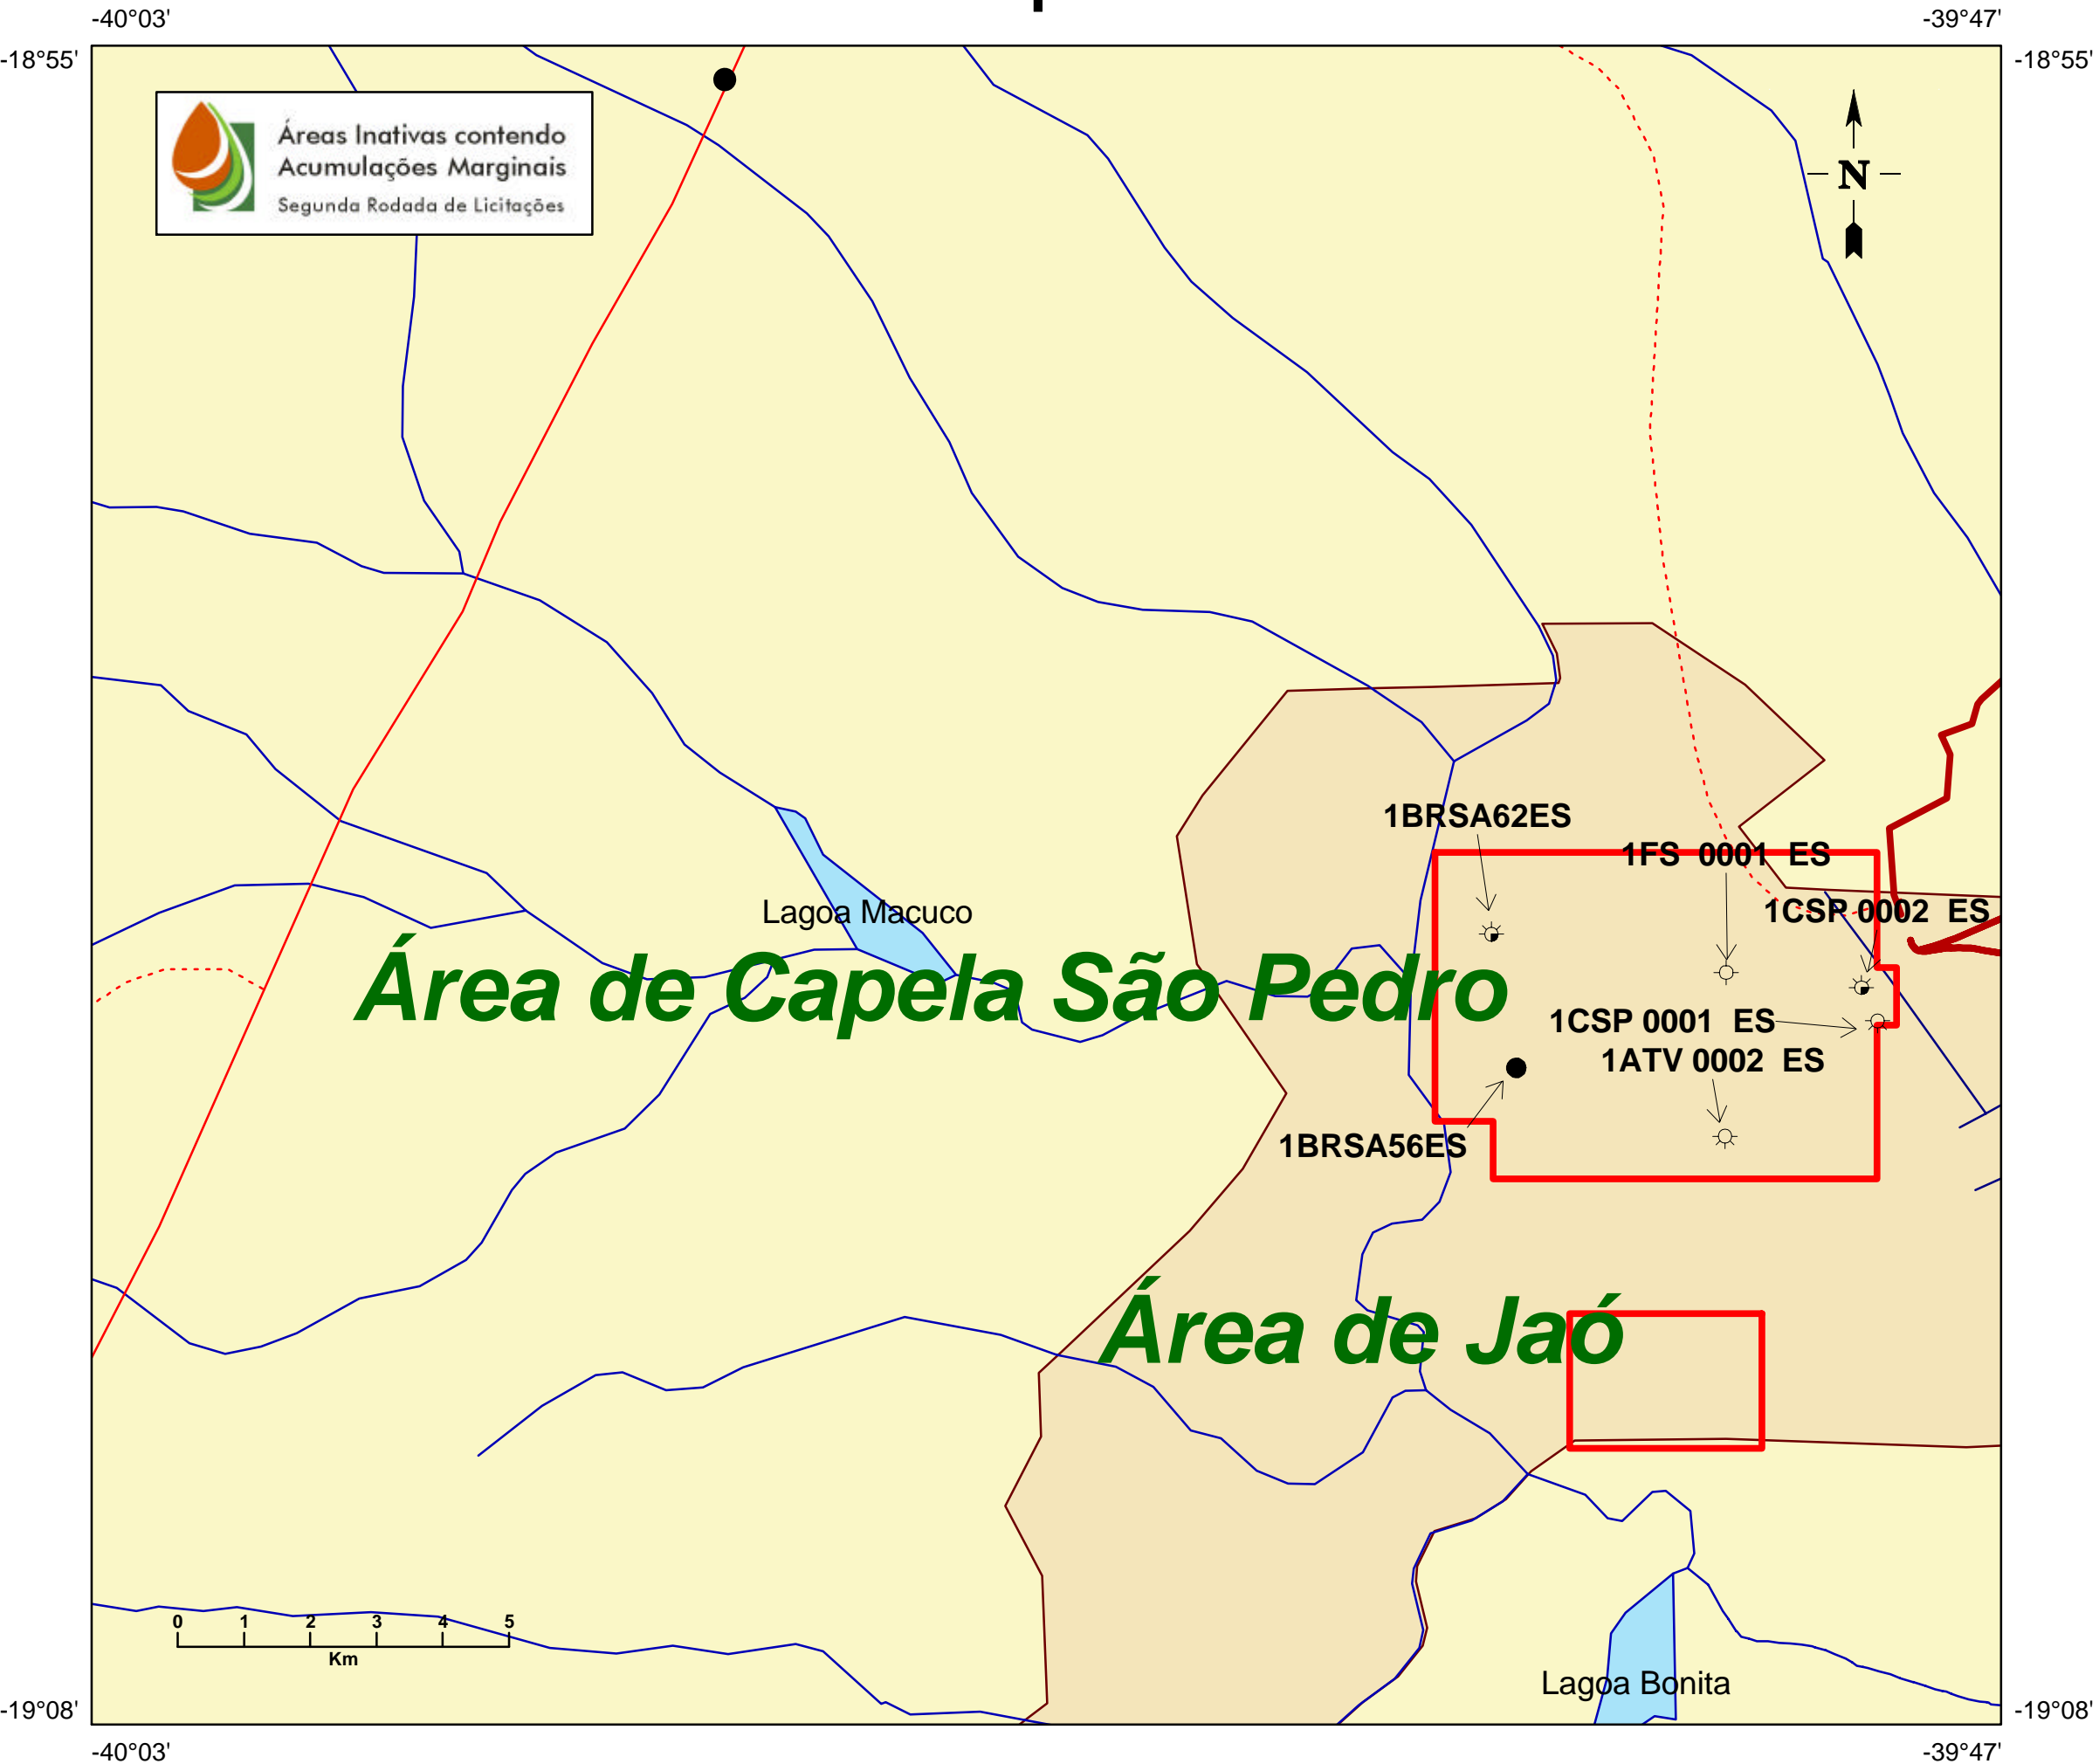 -40°03'
-39°47'
-18°55'
-18°55'
Áreas Inativas contendo
Acumulações Marginais
Segunda Rodada de Licitações
N
1BRSA62ES
1FS 0001 ES
1CSP 0002 ES
Lagoa Macuco
Área de Capela São Pedro
1CSP 0001 ES
1ATV 0002 ES
1BRSA56ES
Área de Jaó
0 1 2 3 4 5
Km
Lagoa Bonita
-19°08'
-19°08'
-40°03'
-39°47'